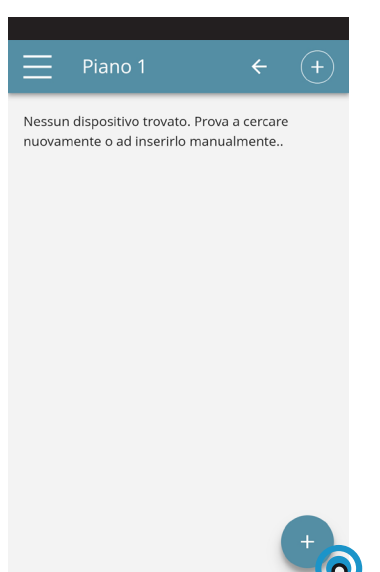 Piano 1
Nessun dispositivo trovato. Prova a cercare
nuovamente o ad inserirlo manualmente..